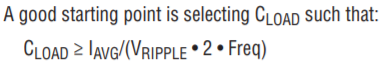 A good starting point is selecting CLOAD such that:
CLOAD ≥ IAVG/(VRIPPLE • 2 • Freq)